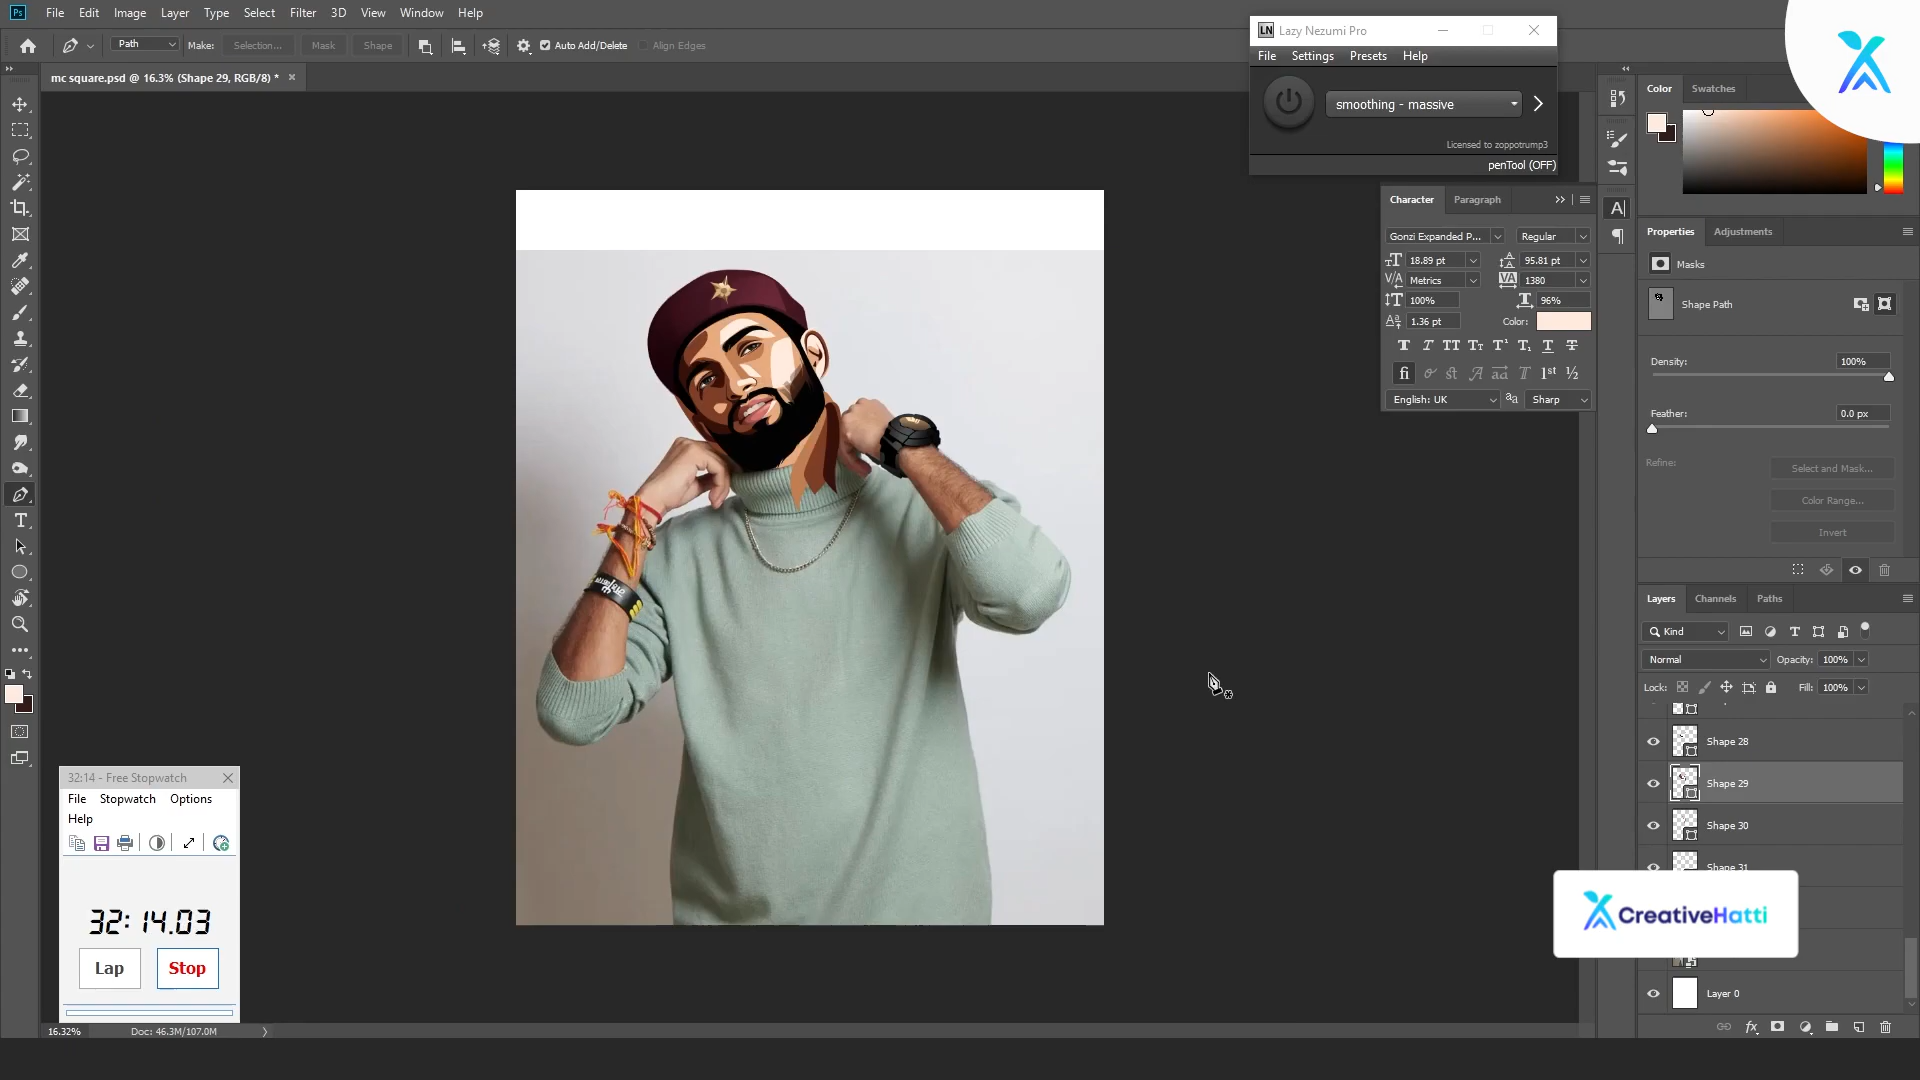 Ps File Edit Image Layer Type Select Filter 3D View Window Help
Path Make: Selection... Mask Shape Auto Add/Delete Align Edges
mc square.psd @ 16.3% (Shape 29, RGB/8) *
LN Lazy Nezumi Pro
File Settings Presets Help
smoothing - massive
Licensed to zoppotrump3
penTool (OFF)
Character Paragraph
Gonzi Expanded P... Regular
18.89 pt 95.81 pt
Metrics 1380
100% 96%
1.36 pt Color:
English: UK Sharp
Color Swatches
Properties Adjustments
Masks
Shape Path
Density: 100%
Feather: 0.0 px
Refine: Select and Mask...
Color Range...
Invert
Layers Channels Paths
Kind
Normal Opacity: 100%
Lock: Fill: 100%
Shape 28
Shape 29
Shape 30
Shape 31
CreativeHatti
Layer 0
32:14 - Free Stopwatch
File Stopwatch Options
Help
32:14.03
Lap Stop
16.32% Doc: 46.3M/107.0M